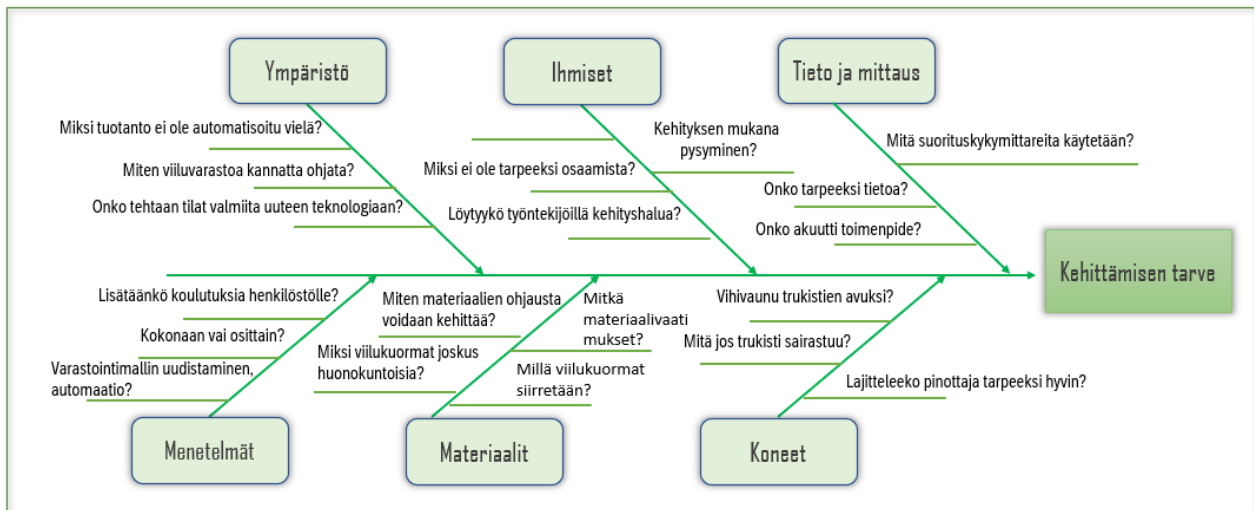 Ympäristö
Ihmiset
Tieto ja mittaus
Miksi tuotanto ei ole automatisoitu vielä?
Miten viiluvarastoa kannatta ohjata?
Onko tehtaan tilat valmiita uuteen teknologiaan?
Kehityksen mukana
pysyminen?
Miksi ei ole tarpeeksi osaamista?
Löytyykö työntekijöillä kehityshalua?
Mitä suorituskykymittareita käytetään?
Onko tarpeeksi tietoa?
Onko akuutti toimenpide?
Kehittämisen tarve
Lisätäänkö koulutuksia henkilöstölle?
Kokonaan vai osittain?
Varastointimallin uudistaminen,
automaatio?
Miten materiaalien ohjausta
voidaan kehittää?
Miksi viilukuormat joskus
huonokuntoisia?
Mitkä
materiaalivaati
mukset?
Millä viilukuormat
siirretään?
Vihivaunu trukistien avuksi?
Mitä jos trukisti sairastuu?
Lajitteleeko pinottaja tarpeeksi hyvin?
Menetelmät
Materiaalit
Koneet